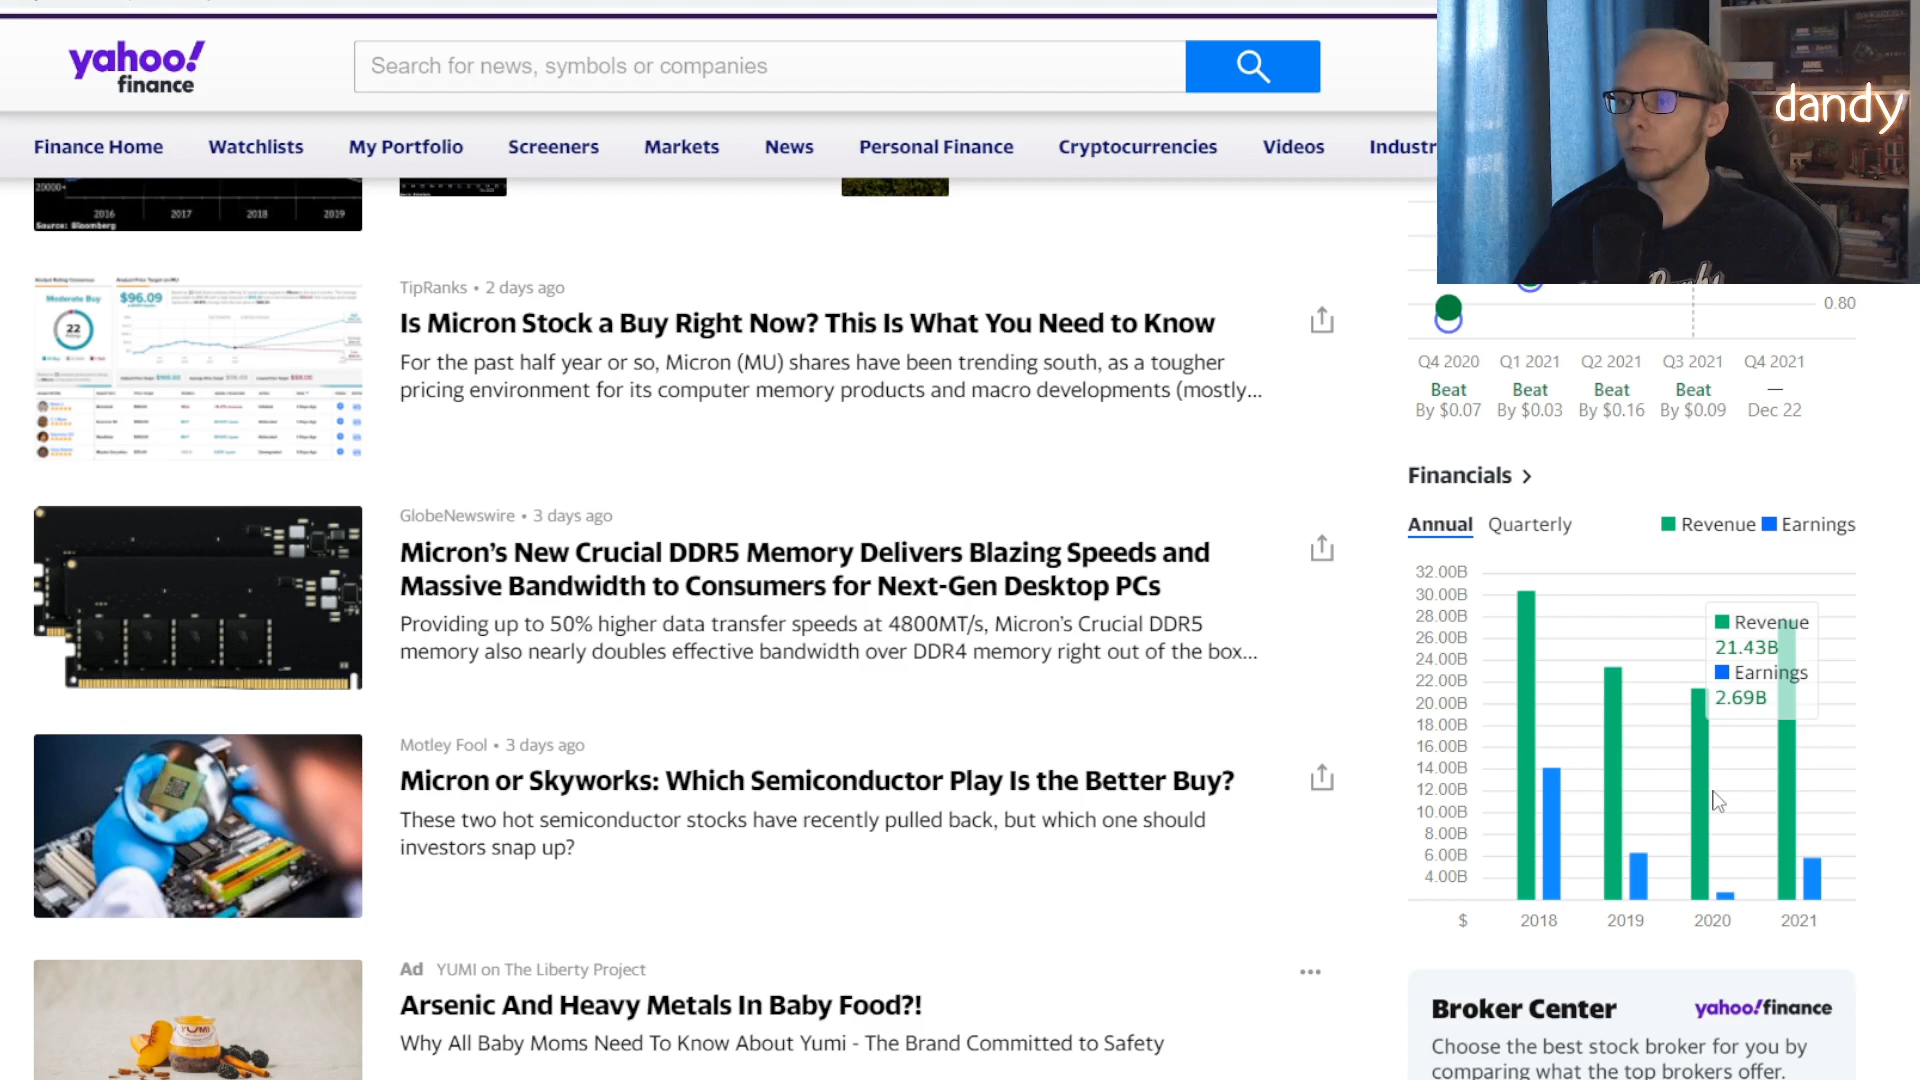 yahoo!
finance
Search for news, symbols or companies
Finance Home Watchlists My Portfolio Screeners Markets News Personal Finance Cryptocurrencies Videos Industr
dandy
20000
2016 2017 2018 2019
Source: Bloomberg
Moderate Buy
22
$96.09
TipRanks • 2 days ago
Is Micron Stock a Buy Right Now? This Is What You Need to Know
For the past half year or so, Micron (MU) shares have been trending south, as a tougher
pricing environment for its computer memory products and macro developments (mostly...
GlobeNewswire • 3 days ago
Micron’s New Crucial DDR5 Memory Delivers Blazing Speeds and
Massive Bandwidth to Consumers for Next-Gen Desktop PCs
Providing up to 50% higher data transfer speeds at 4800MT/s, Micron’s Crucial DDR5
memory also nearly doubles effective bandwidth over DDR4 memory right out of the box...
Motley Fool • 3 days ago
Micron or Skyworks: Which Semiconductor Play Is the Better Buy?
These two hot semiconductor stocks have recently pulled back, but which one should
investors snap up?
Ad YUMI on The Liberty Project
Arsenic And Heavy Metals In Baby Food?!
Why All Baby Moms Need To Know About Yumi - The Brand Committed to Safety
YUMI
0.80
Q4 2020 Q1 2021 Q2 2021 Q3 2021 Q4 2021
Beat Beat Beat Beat —
By $0.07 By $0.03 By $0.16 By $0.09 Dec 22
Financials >
Annual Quarterly Revenue Earnings
32.00B
30.00B
28.00B
26.00B
24.00B
22.00B
20.00B
18.00B
16.00B
14.00B
12.00B
10.00B
8.00B
6.00B
4.00B
Revenue
21.43B
Earnings
2.69B
$ 2018 2019 2020 2021
Broker Center yahoo!finance
Choose the best stock broker for you by
comparing what the top brokers offer.